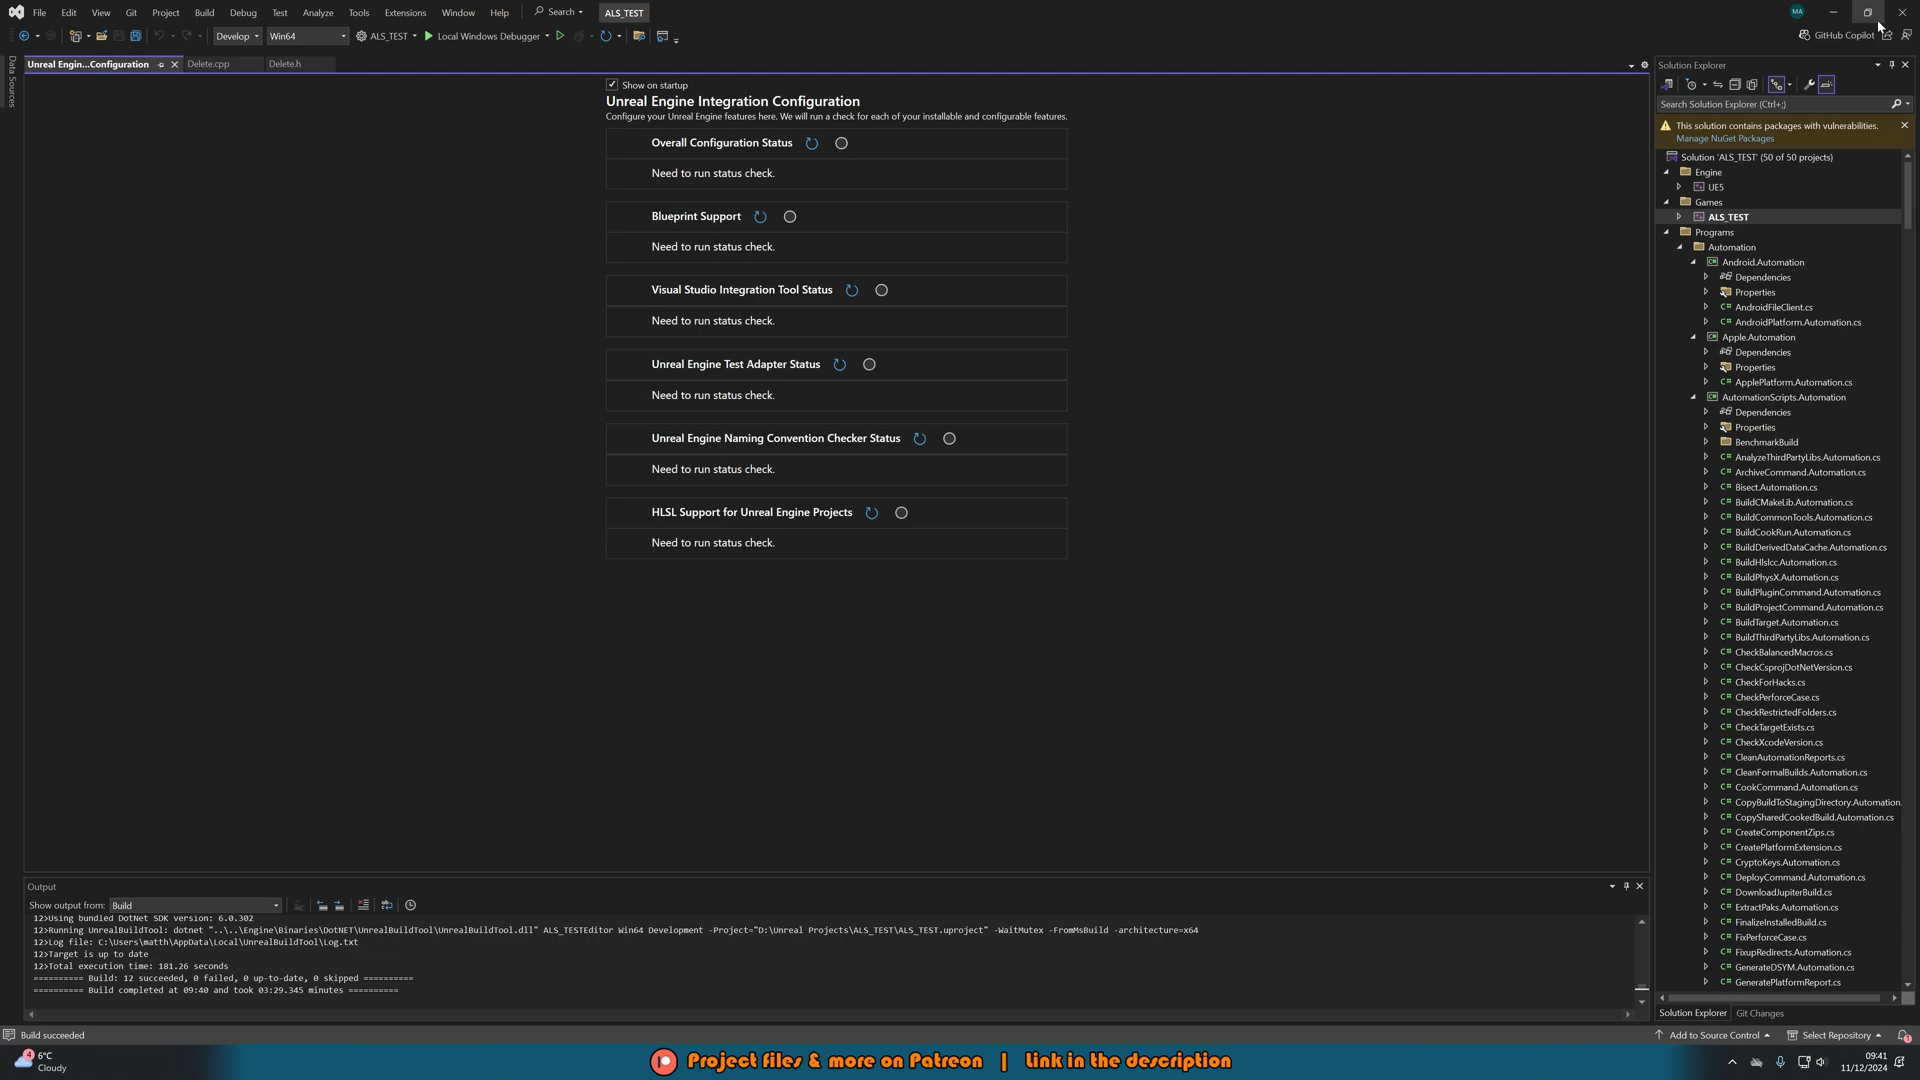 File Edit View Git Project Build Debug Test Analyze Tools Extensions Window Help Search ALS_TEST MA
Develop Win64 ALS_TEST Local Windows Debugger GitHub Copilot
Data Sources
Unreal Engin...Configuration Delete.cpp Delete.h
Show on startup
Unreal Engine Integration Configuration
Configure your Unreal Engine features here. We will run a check for each of your installable and configurable features.
Overall Configuration Status
Need to run status check.
Blueprint Support
Need to run status check.
Visual Studio Integration Tool Status
Need to run status check.
Unreal Engine Test Adapter Status
Need to run status check.
Unreal Engine Naming Convention Checker Status
Need to run status check.
HLSL Support for Unreal Engine Projects
Need to run status check.
Solution Explorer
Search Solution Explorer (Ctrl+;)
This solution contains packages with vulnerabilities.
Manage NuGet Packages
Solution 'ALS_TEST' (50 of 50 projects)
Engine
UE5
Games
ALS_TEST
Programs
Automation
Android.Automation
Dependencies
Properties
AndroidFileClient.cs
AndroidPlatform.Automation.cs
Apple.Automation
Dependencies
Properties
ApplePlatform.Automation.cs
AutomationScripts.Automation
Dependencies
Properties
BenchmarkBuild
AnalyzeThirdPartyLibs.Automation.cs
ArchiveCommand.Automation.cs
Bisect.Automation.cs
BuildCMakeLib.Automation.cs
BuildCommonTools.Automation.cs
BuildCookRun.Automation.cs
BuildDerivedDataCache.Automation.cs
BuildHlslcc.Automation.cs
BuildPhysX.Automation.cs
BuildPluginCommand.Automation.cs
BuildProjectCommand.Automation.cs
BuildTarget.Automation.cs
BuildThirdPartyLibs.Automation.cs
CheckBalancedMacros.cs
CheckCsprojDotNetVersion.cs
CheckForHacks.cs
CheckPerforceCase.cs
CheckRestrictedFolders.cs
CheckTargetExists.cs
CheckXcodeVersion.cs
CleanAutomationReports.cs
CleanFormalBuilds.Automation.cs
CookCommand.Automation.cs
CopyBuildToStagingDirectory.Automation.
CopySharedCookedBuild.Automation.cs
CreateComponentZips.cs
CreatePlatformExtension.cs
CryptoKeys.Automation.cs
DeployCommand.Automation.cs
DownloadJupiterBuild.cs
ExtractPaks.Automation.cs
FinalizeInstalledBuild.cs
FixPerforceCase.cs
FixupRedirects.Automation.cs
GenerateDSYM.Automation.cs
GeneratePlatformReport.cs
Solution Explorer Git Changes
Output
Show output from: Build
12>Using bundled DotNet SDK version: 6.0.302
12>Running UnrealBuildTool: dotnet "..\..\Engine\Binaries\DotNET\UnrealBuildTool\UnrealBuildTool.dll" ALS_TESTEditor Win64 Development -Project="D:\Unreal Projects\ALS_TEST\ALS_TEST.uproject" -WaitMutex -FromMsBuild -architecture=x64
12>Log file: C:\Users\matth\AppData\Local\UnrealBuildTool\Log.txt
12>Target is up to date
12>Total execution time: 181.26 seconds
========== Build: 12 succeeded, 0 failed, 0 up-to-date, 0 skipped ==========
========== Build completed at 09:40 and took 03:29.345 minutes ==========
Build succeeded Add to Source Control Select Repository 1
4 6°C
Cloudy
Project files & more on Patreon | Link in the description
09:41
11/12/2024